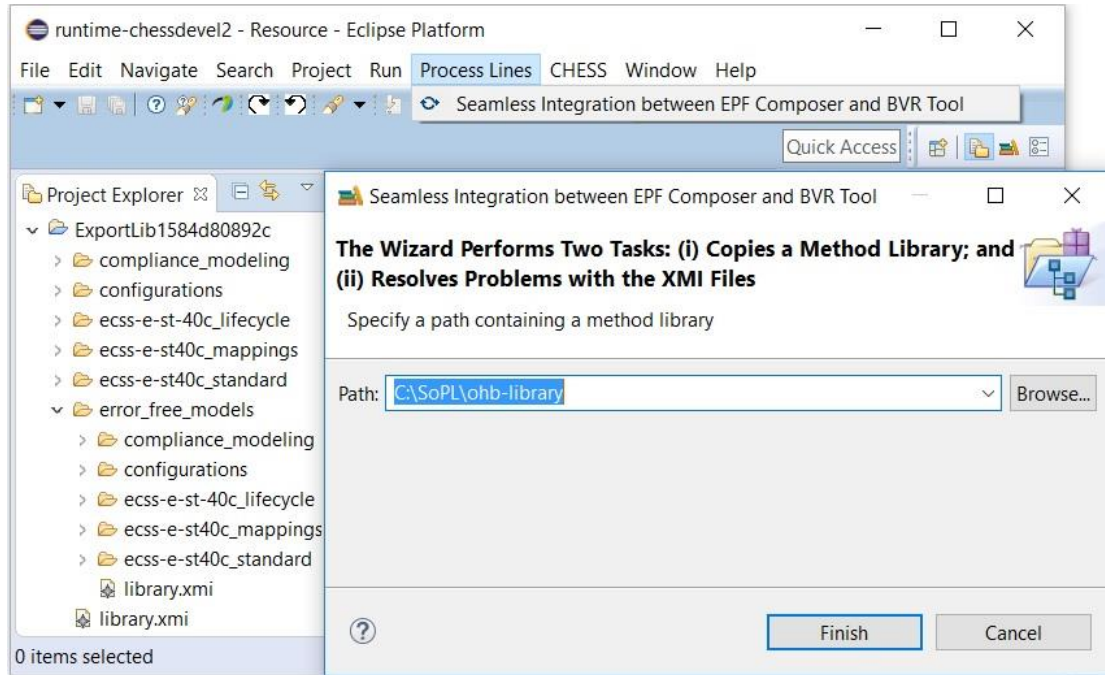 runtime-chessdevel2 - Resource - Eclipse Platform
File Edit Navigate Search Project Run Process Lines CHESS Window Help
Seamless Integration between EPF Composer and BVR Tool
Quick Access
Project Explorer
ExportLib1584d80892c
compliance_modeling
configurations
ecss-e-st-40c_lifecycle
ecss-e-st40c_mappings
ecss-e-st40c_standard
error_free_models
compliance_modeling
configurations
ecss-e-st-40c_lifecycle
ecss-e-st40c_mappings
ecss-e-st40c_standard
library.xmi
library.xmi
0 items selected
Seamless Integration between EPF Composer and BVR Tool
The Wizard Performs Two Tasks: (i) Copies a Method Library; and
(ii) Resolves Problems with the XMI Files
Specify a path containing a method library
Path: C:\SoPL\ohb-library Browse...
Finish Cancel